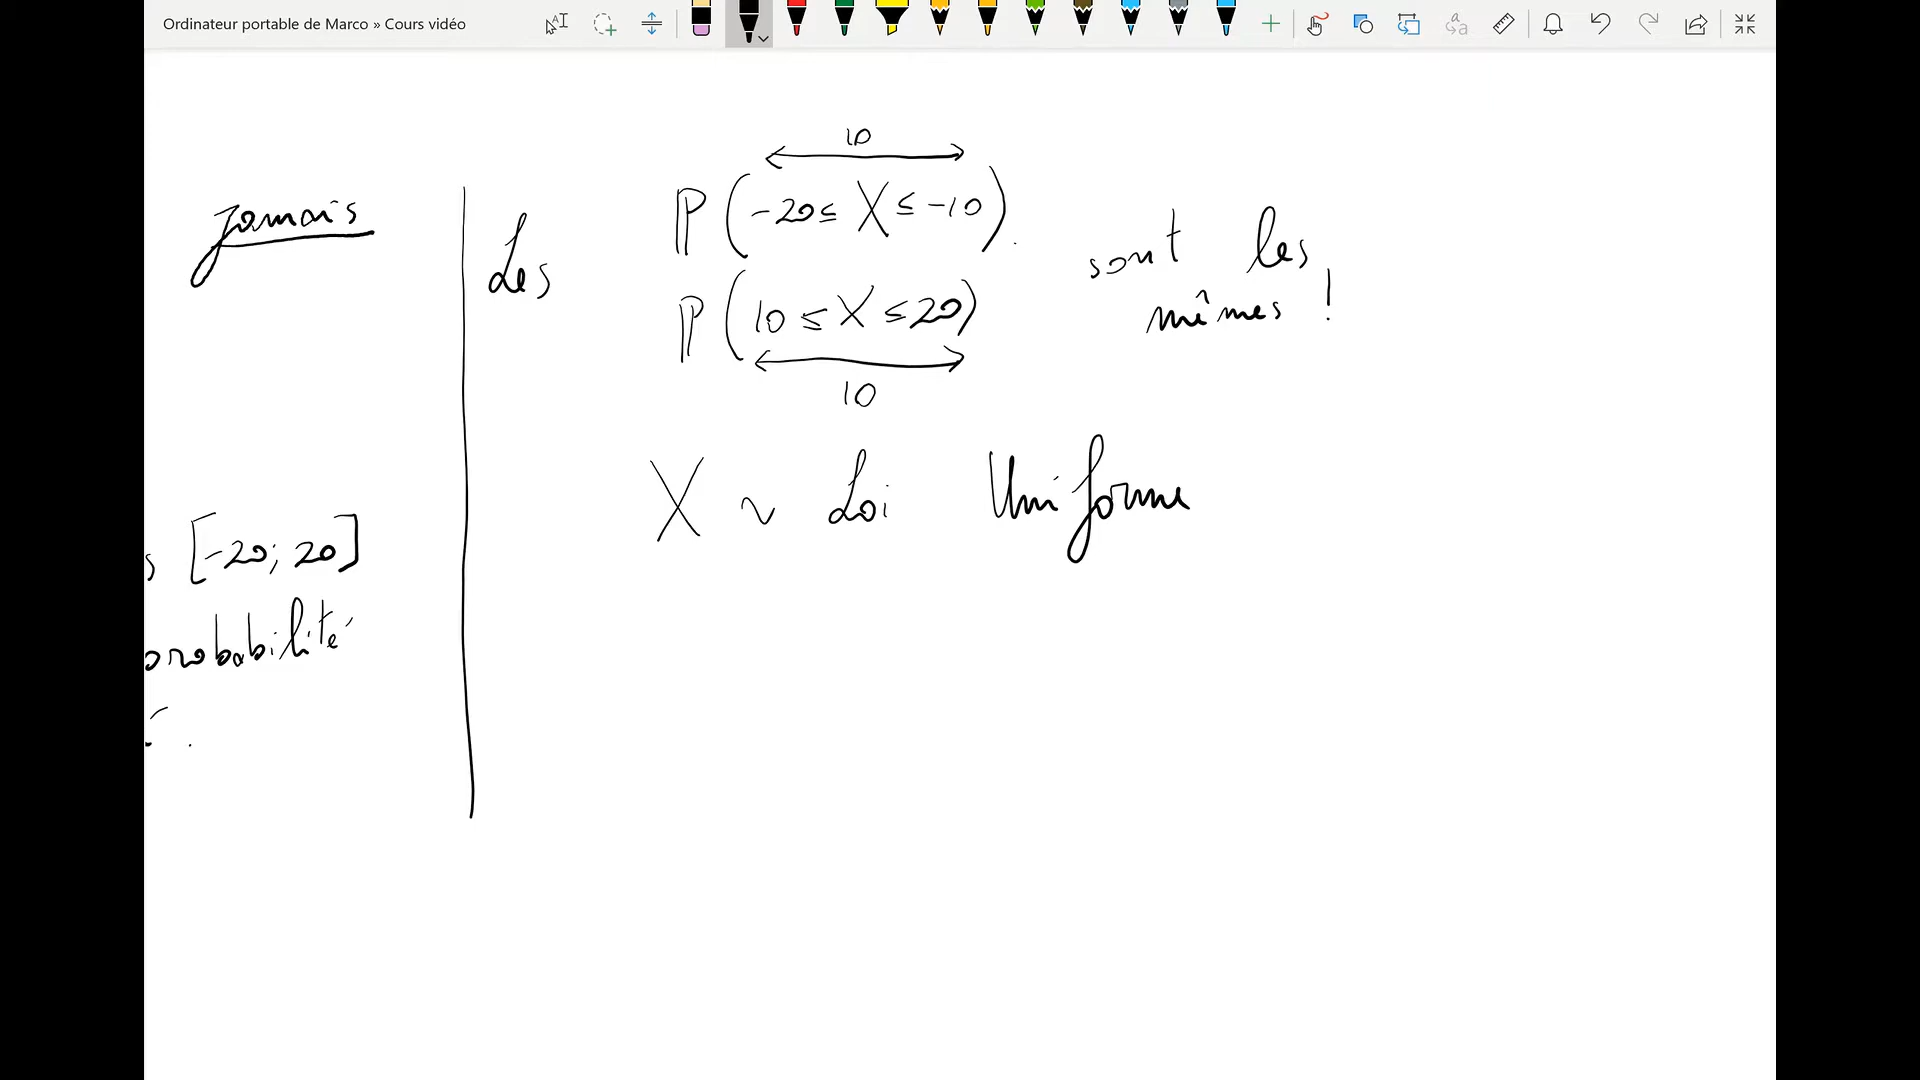 Ordinateur portable de Marco » Cours vidéo
jamais
[-20; 20]
probabilité
10
Les P(-20 ≤ X ≤ -10). sont les
P(10 ≤ X ≤ 20) mêmes !
10
X ~ Loi Uniforme